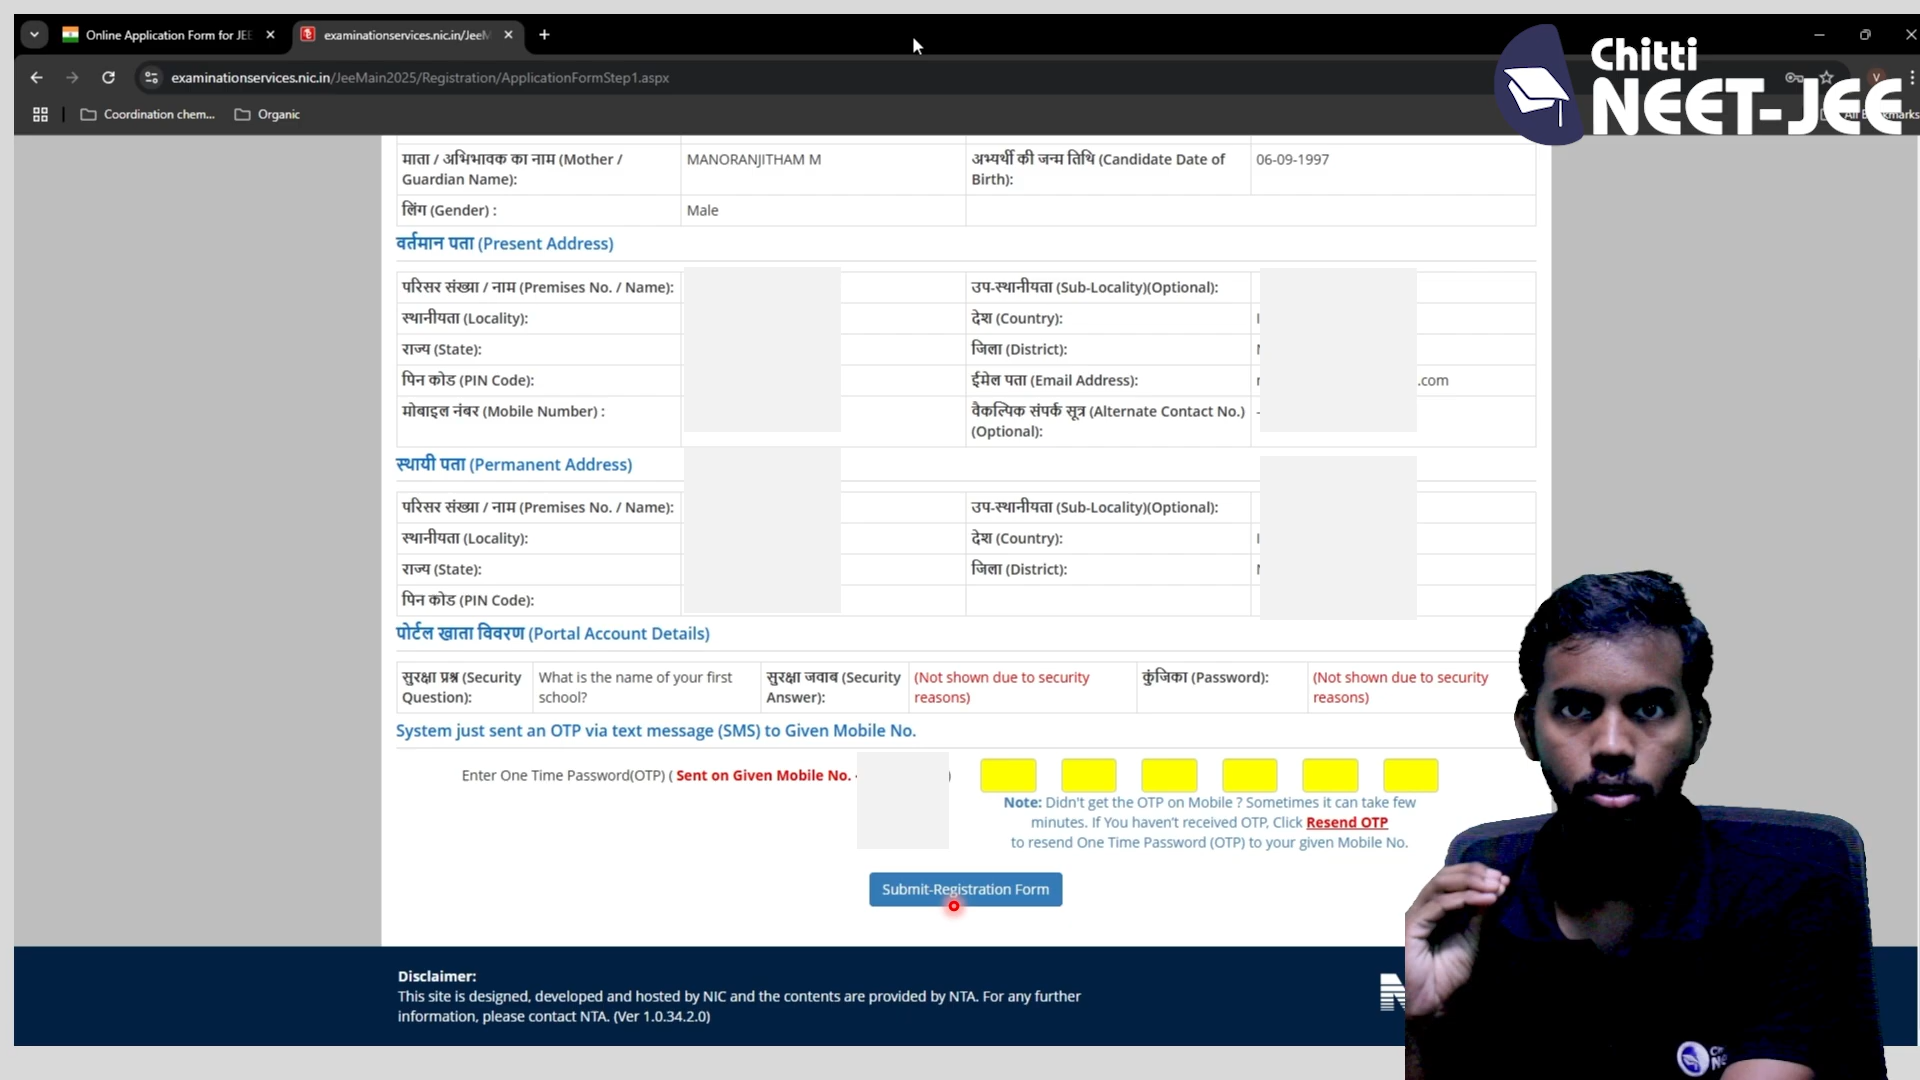 Online Application Form for JEE
examinationservices.nic.in/JeeM
Chitti
NEET-JEE
examinationservices.nic.in/JeeMain2025/Registration/ApplicationFormStep1.aspx
V
Coordination chem...
Organic
माता / अभिभावक का नाम (Mother / Guardian Name):
MANORANJITHAM M
अभ्यर्थी की जन्म तिथि (Candidate Date of Birth):
06-09-1997
लिंग (Gender) :
Male
वर्तमान पता (Present Address)
परिसर संख्या / नाम (Premises No. / Name):
उप-स्थानीयता (Sub-Locality)(Optional):
स्थानीयता (Locality):
देश (Country):
राज्य (State):
जिला (District):
पिन कोड (PIN Code):
ईमेल पता (Email Address):
.com
मोबाइल नंबर (Mobile Number) :
वैकल्पिक संपर्क सूत्र (Alternate Contact No.) (Optional):
-
स्थायी पता (Permanent Address)
परिसर संख्या / नाम (Premises No. / Name):
उप-स्थानीयता (Sub-Locality)(Optional):
स्थानीयता (Locality):
देश (Country):
राज्य (State):
जिला (District):
पिन कोड (PIN Code):
पोर्टल खाता विवरण (Portal Account Details)
सुरक्षा प्रश्न (Security Question):
What is the name of your first school?
सुरक्षा जवाब (Security Answer):
(Not shown due to security reasons)
कुंजिका (Password):
(Not shown due to security reasons)
System just sent an OTP via text message (SMS) to Given Mobile No.
Enter One Time Password(OTP) ( Sent on Given Mobile No. - )
Note: Didn't get the OTP on Mobile ? Sometimes it can take few
minutes. If You haven't received OTP, Click Resend OTP
to resend One Time Password (OTP) to your given Mobile No.
Submit-Registration Form
Disclaimer:
This site is designed, developed and hosted by NIC and the contents are provided by NTA. For any further
information, please contact NTA. (Ver 1.0.34.2.0)